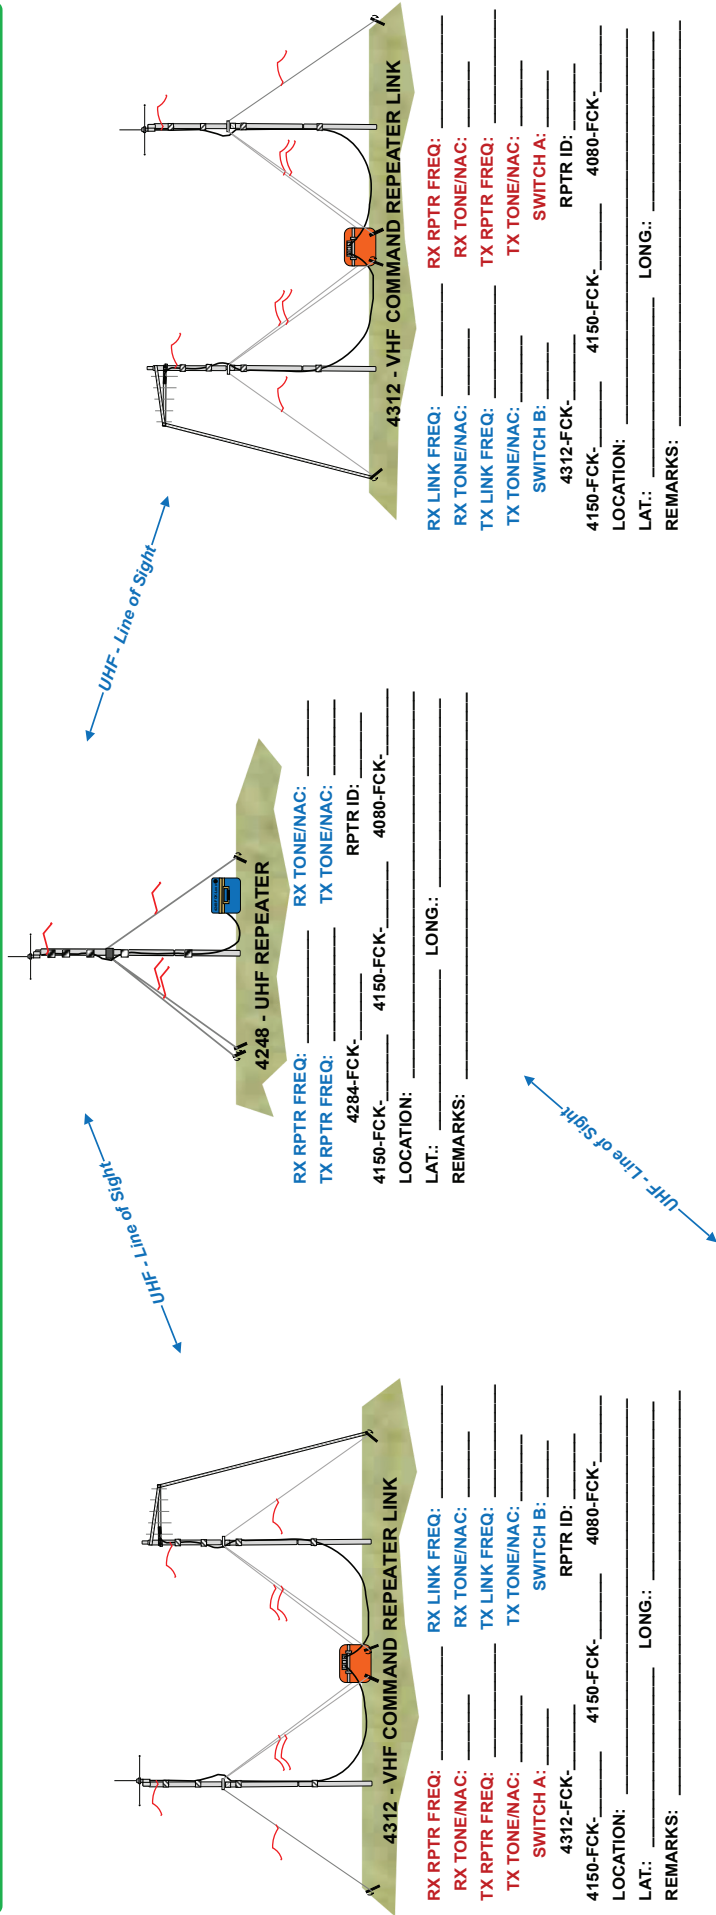 UHF - Line of Sight
UHF - Line of Sight
UHF - Line of Sight
4312 - VHF COMMAND REPEATER LINK
RX RPTR FREQ: RX LINK FREQ:
RX TONE/NAC: RX TONE/NAC:
TX RPTR FREQ: TX LINK FREQ:
TX TONE/NAC: TX TONE/NAC:
SWITCH A: SWITCH B:
4312-FCK- RPTR ID:
4150-FCK- 4150-FCK- 4080-FCK-
LOCATION:
LAT.: LONG.:
REMARKS:
4248 - UHF REPEATER
RX RPTR FREQ: RX TONE/NAC:
TX RPTR FREQ: TX TONE/NAC:
4284-FCK- RPTR ID:
4150-FCK- 4150-FCK- 4080-FCK-
LOCATION:
LAT.: LONG.:
REMARKS:
4312 - VHF COMMAND REPEATER LINK
RX LINK FREQ: RX RPTR FREQ:
RX TONE/NAC: RX TONE/NAC:
TX LINK FREQ: TX RPTR FREQ:
TX TONE/NAC: TX TONE/NAC:
SWITCH B: SWITCH A:
4312-FCK- RPTR ID:
4150-FCK- 4150-FCK- 4080-FCK-
LOCATION:
LAT.: LONG.:
REMARKS: